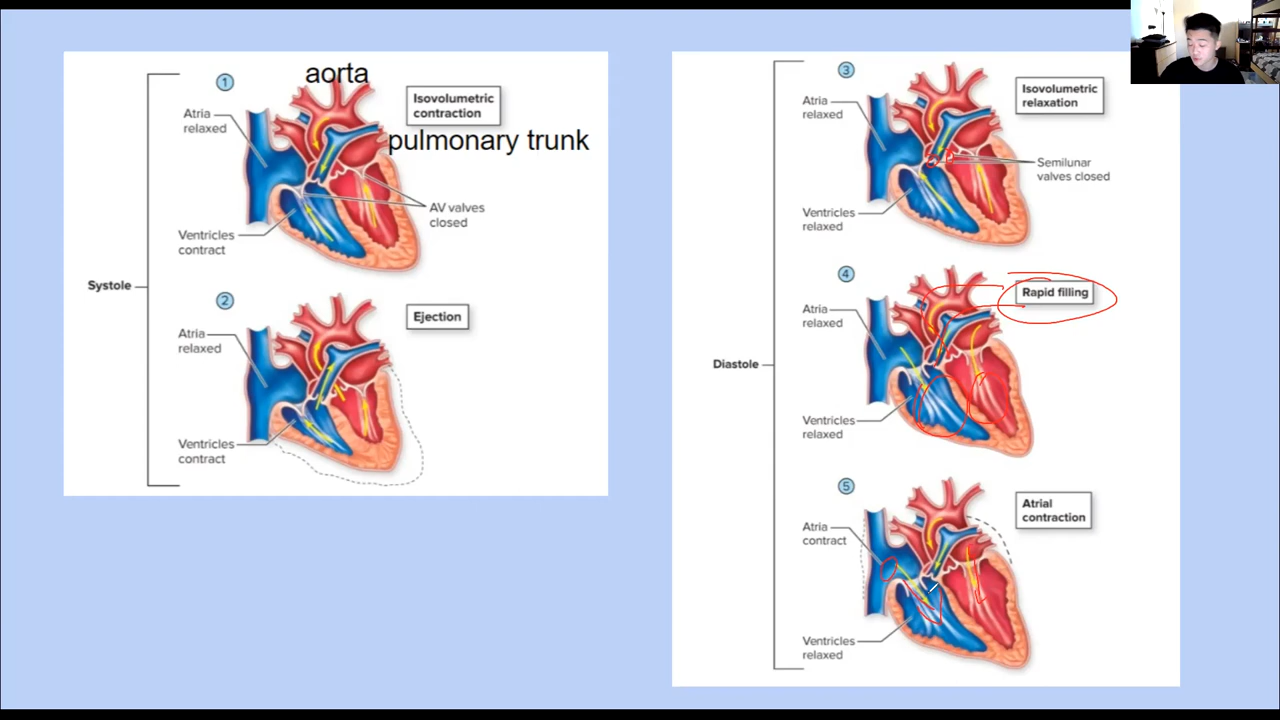 1
aorta
Isovolumetric
contraction
Atria
relaxed
pulmonary trunk
AV valves
closed
Ventricles
contract
Systole
2
Ejection
Atria
relaxed
Ventricles
contract
3
Isovolumetric
relaxation
Atria
relaxed
Semilunar
valves closed
Ventricles
relaxed
4
Rapid filling
Atria
relaxed
Diastole
Ventricles
relaxed
5
Atrial
contraction
Atria
contract
Ventricles
relaxed